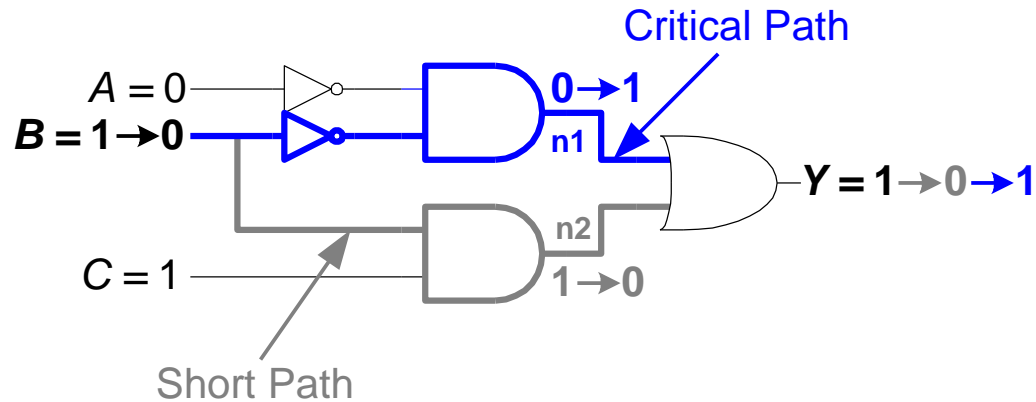 Critical Path
A = 0
0→1
B = 1→0
n1
Y = 1→0→1
n2
C = 1
1→0
Short Path